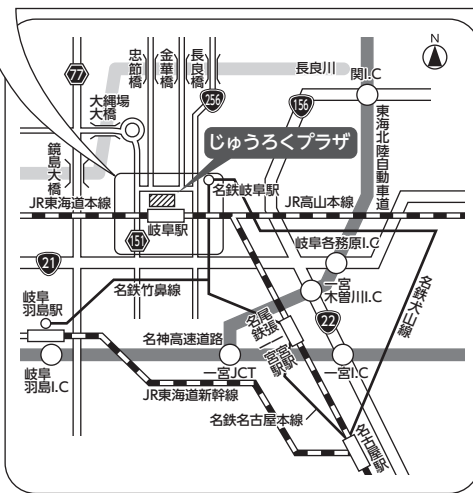 N
77
忠節橋
金華橋
長良橋
256
長良川
関I.C
156
大縄場
大橋
じゅうろくプラザ
東海北陸自動車道
鏡島大橋
名鉄岐阜駅
JR東海道本線
JR高山本線
岐阜駅
151
岐阜各務原I.C
21
名鉄竹鼻線
岐阜
羽島駅
一宮
木曽川I.C
名鉄犬山線
22
名鉄一宮駅
尾張一宮駅
名神高速道路
岐阜
羽島I.C
一宮JCT
一宮I.C
JR東海道新幹線
名鉄名古屋本線
名古屋駅